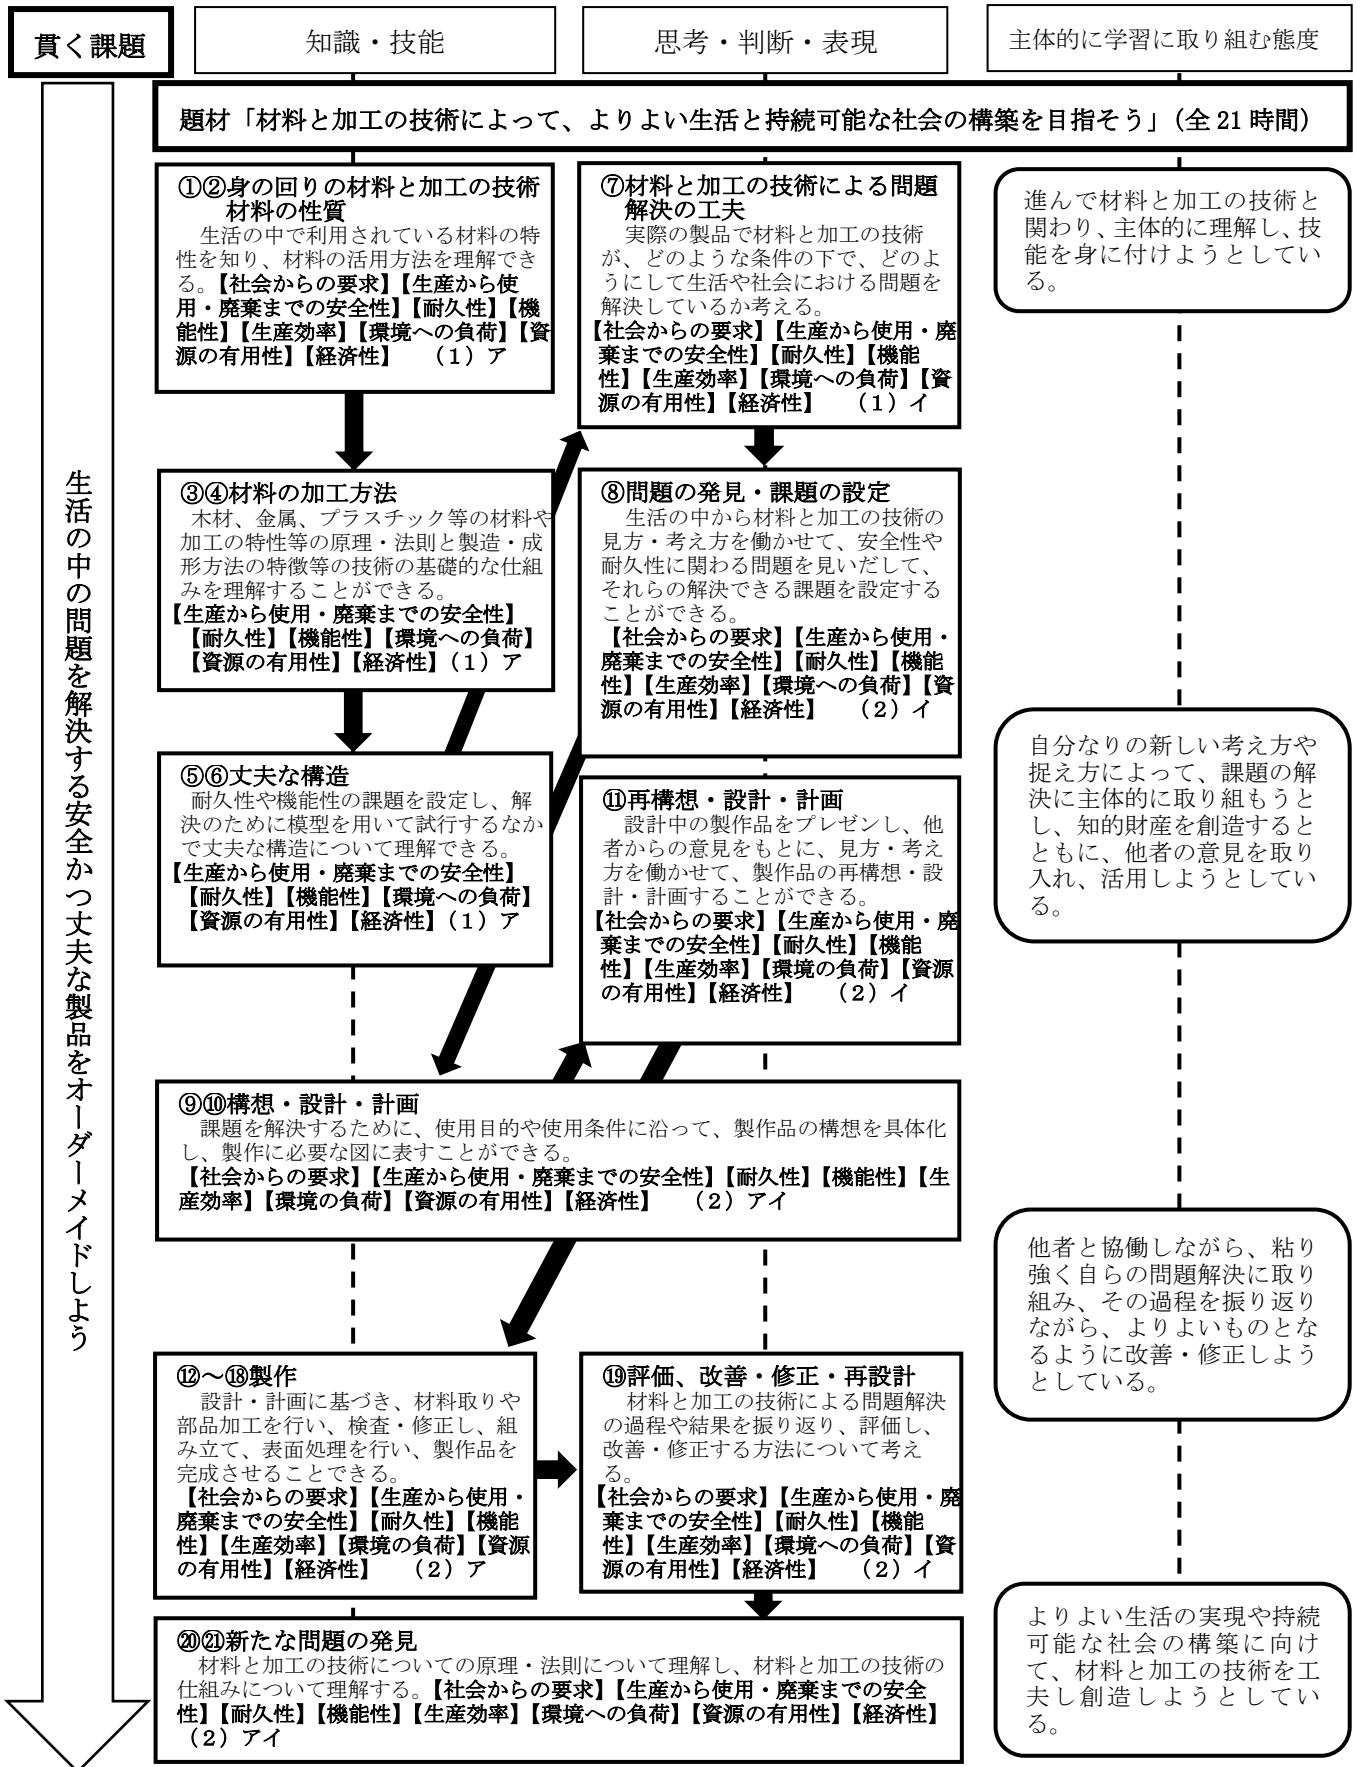 貫く課題
知識・技能
思考・判断・表現
主体的に学習に取り組む態度
題材「材料と加工の技術によって、よりよい生活と持続可能な社会の構築を目指そう」（全21時間）
生活の中の問題を解決する安全かつ丈夫な製品をオーダーメイドしよう
①②身の回りの材料と加工の技術
材料の性質
生活の中で利用されている材料の特
性を知り、材料の活用方法を理解でき
る。【社会からの要求】【生産から使
用・廃棄までの安全性】【耐久性】【機
能性】【生産効率】【環境への負荷】【資
源の有用性】【経済性】　（１）ア
③④材料の加工方法
木材、金属、プラスチック等の材料や
加工の特性等の原理・法則と製造・成
形方法の特徴等の技術の基礎的な仕組
みを理解することができる。
【生産から使用・廃棄までの安全性】
【耐久性】【機能性】【環境への負荷】
【資源の有用性】【経済性】（１）ア
⑤⑥丈夫な構造
耐久性や機能性の課題を設定し、解
決のために模型を用いて試行するなか
で丈夫な構造について理解できる。
【生産から使用・廃棄までの安全性】
【耐久性】【機能性】【環境への負荷】
【資源の有用性】【経済性】（１）ア
⑦材料と加工の技術による問題
解決の工夫
実際の製品で材料と加工の技術
が、どのような条件の下で、どのよ
うにして生活や社会における問題を
解決しているか考える。
【社会からの要求】【生産から使用・廃
棄までの安全性】【耐久性】【機能
性】【生産効率】【環境への負荷】【資
源の有用性】【経済性】　（１）イ
⑧問題の発見・課題の設定
生活の中から材料と加工の技術の
見方・考え方を働かせて、安全性や
耐久性に関わる問題を見いだして、
それらの解決できる課題を設定する
ことができる。
【社会からの要求】【生産から使用・
廃棄までの安全性】【耐久性】【機能
性】【生産効率】【環境への負荷】【資
源の有用性】【経済性】　（２）イ
⑪再構想・設計・計画
設計中の製作品をプレゼンし、他
者からの意見をもとに、見方・考え
方を働かせて、製作品の再構想・設
計・計画することができる。
【社会からの要求】【生産から使用・廃
棄までの安全性】【耐久性】【機能
性】【生産効率】【環境の負荷】【資源
の有用性】【経済性】　（２）イ
⑨⑩構想・設計・計画
課題を解決するために、使用目的や使用条件に沿って、製作品の構想を具体化
し、製作に必要な図に表すことができる。
【社会からの要求】【生産から使用・廃棄までの安全性】【耐久性】【機能性】【生
産効率】【環境の負荷】【資源の有用性】【経済性】　（２）アイ
⑫～⑱製作
設計・計画に基づき、材料取りや
部品加工を行い、検査・修正し、組
み立て、表面処理を行い、製作品を
完成させることできる。
【社会からの要求】【生産から使用・
廃棄までの安全性】【耐久性】【機能
性】【生産効率】【環境の負荷】【資源
の有用性】【経済性】　（２）ア
⑲評価、改善・修正・再設計
材料と加工の技術による問題解決
の過程や結果を振り返り、評価し、
改善・修正する方法について考え
る。
【社会からの要求】【生産から使用・廃
棄までの安全性】【耐久性】【機能
性】【生産効率】【環境への負荷】【資
源の有用性】【経済性】　（２）イ
⑳㉑新たな問題の発見
材料と加工の技術についての原理・法則について理解し、材料と加工の技術の
仕組みについて理解する。【社会からの要求】【生産から使用・廃棄までの安全
性】【耐久性】【機能性】【生産効率】【環境への負荷】【資源の有用性】【経済性】
（２）アイ
進んで材料と加工の技術と
関わり、主体的に理解し、技
能を身に付けようとしてい
る。
自分なりの新しい考え方や
捉え方によって、課題の解
決に主体的に取り組もうと
し、知的財産を創造すると
ともに、他者の意見を取り
入れ、活用しようとしてい
る。
他者と協働しながら、粘り
強く自らの問題解決に取り
組み、その過程を振り返り
ながら、よりよいものとな
るように改善・修正しよう
としている。
よりよい生活の実現や持続
可能な社会の構築に向け
て、材料と加工の技術を工
夫し創造しようとしてい
る。